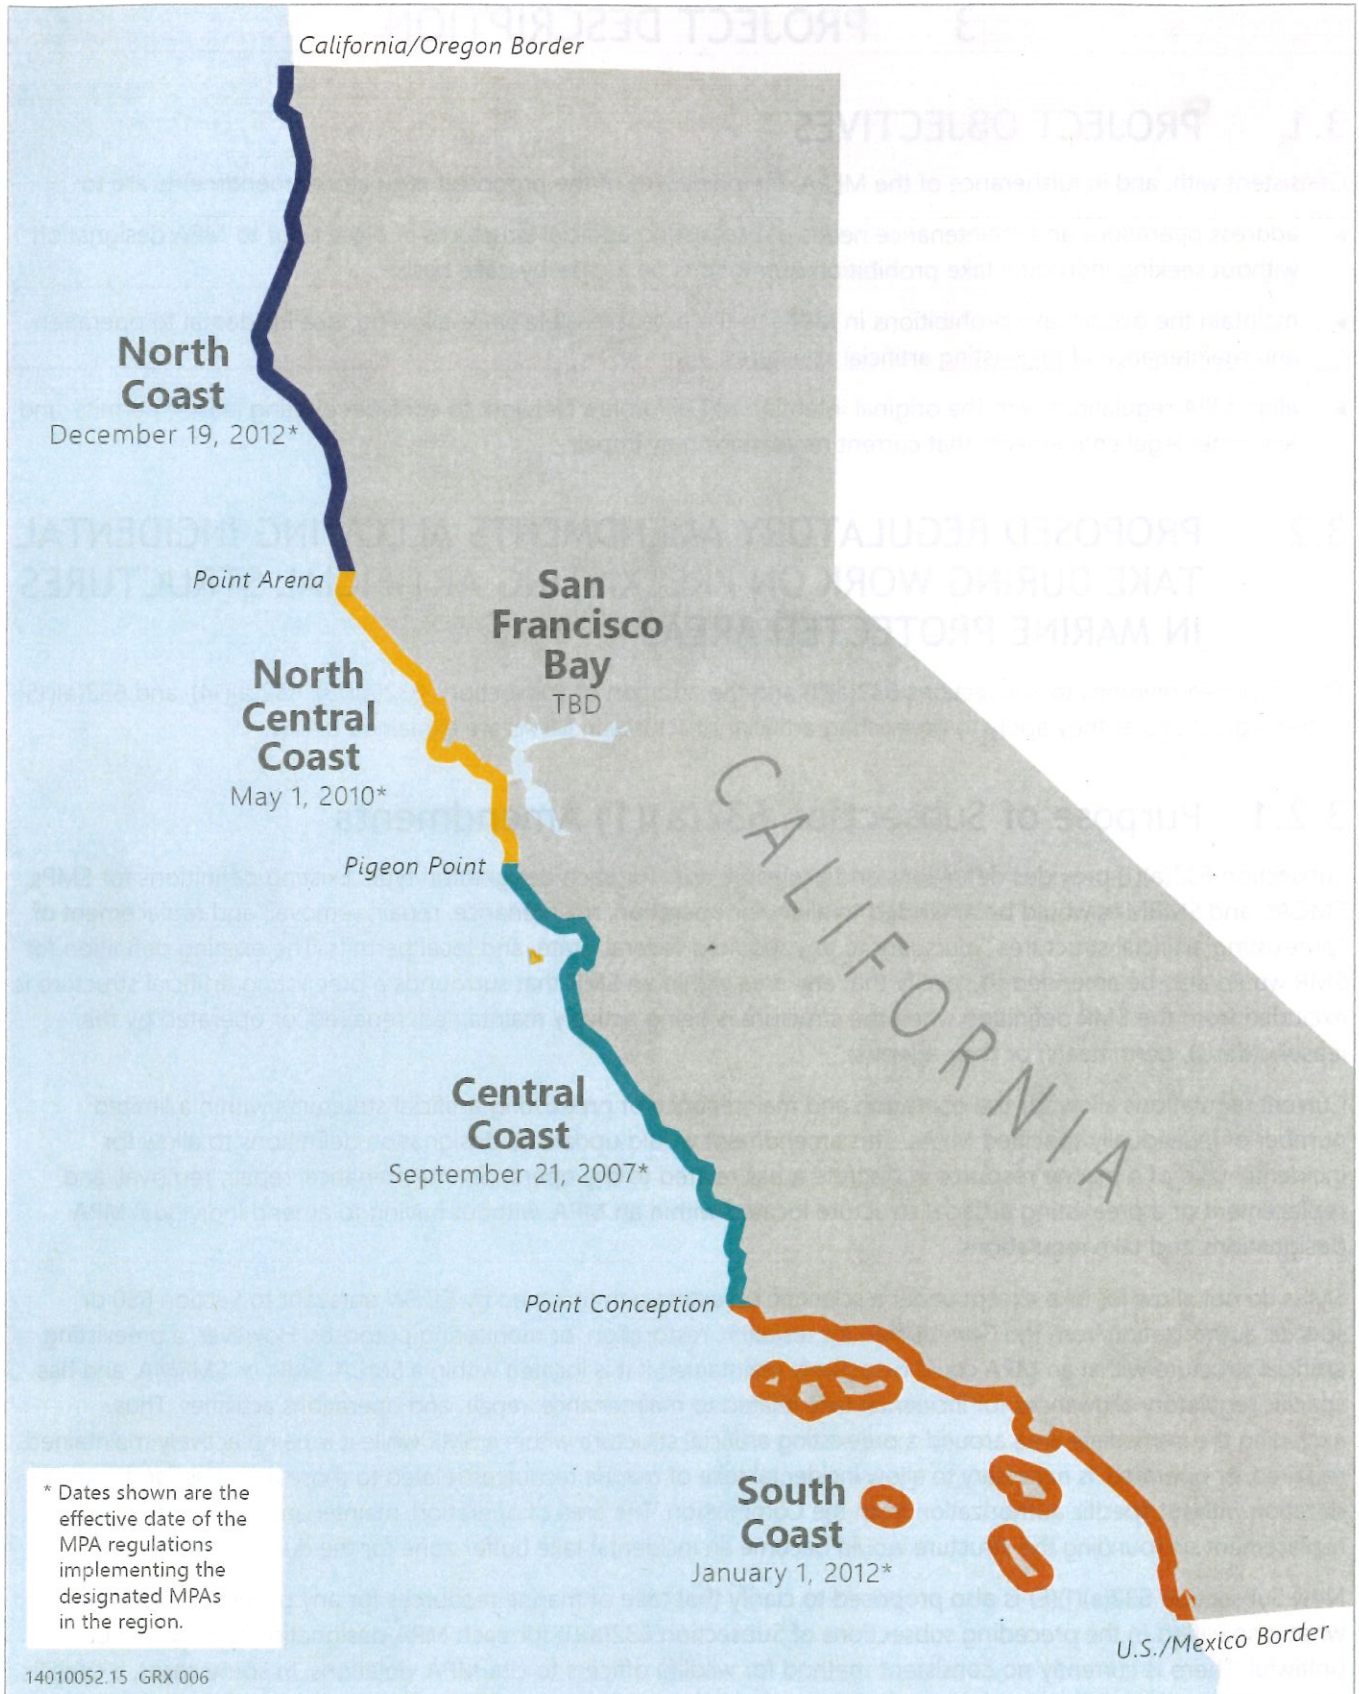 California/Oregon Border
North
Coast
December 19, 2012*
Point Arena
San
Francisco
Bay
TBD
North
Central
Coast
May 1, 2010*
Pigeon Point
CALIFORNIA
Central
Coast
September 21, 2007*
Point Conception
South
Coast
January 1, 2012*
* Dates shown are the
effective date of the
MPA regulations
implementing the
designated MPAs
in the region.
U.S./Mexico Border
14010052.15 GRX 006